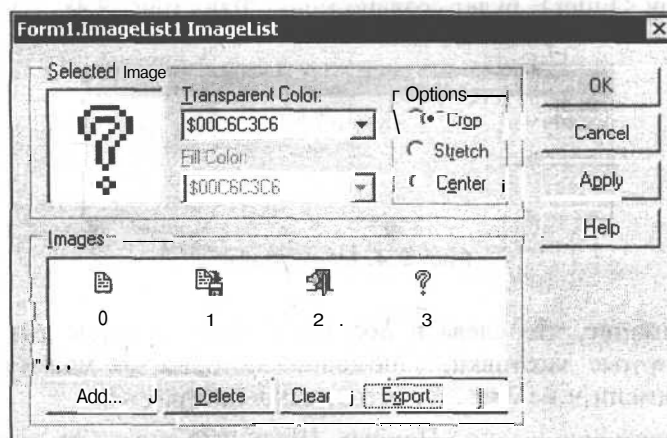 Form1.ImageList1 ImageList
Selected Image
Transparent Color:
$00C6C3C6
Fill Color:
$00C6C3C6
Options
Crop
Stretch
Center
OK
Cancel
Apply
Help
Images
0 1 2 3
Add... Delete Clear Export...